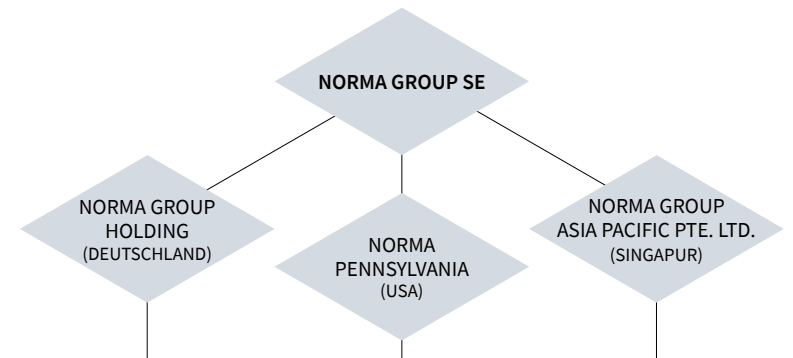 NORMA GROUP SE
NORMA GROUP
HOLDING
(DEUTSCHLAND)
NORMA
PENNSYLVANIA
(USA)
NORMA GROUP
ASIA PACIFIC PTE. LTD.
(SINGAPUR)